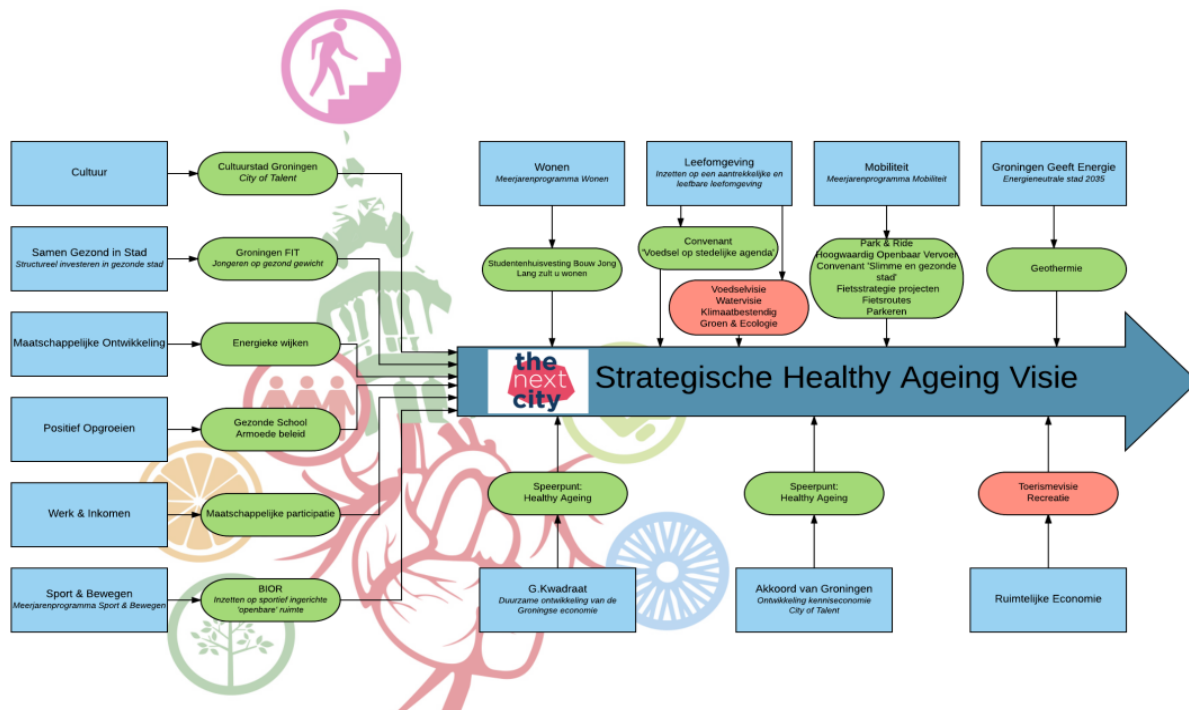 Cultuur
Cultuurstad Groningen
City of Talent
Samen Gezond in Stad
Structureel investeren in gezonde stad
Groningen FIT
Jongeren op gezond gewicht
Maatschappelijke Ontwikkeling
Energieke wijken
Positief Opgroeien
Gezonde School
Armoede beleid
Werk & Inkomen
Maatschappelijke participatie
Sport & Bewegen
Meerjarenprogramma Sport & Bewegen
BIOR
Inzetten op sportief ingerichte
'openbare' ruimte
Wonen
Meerjarenprogramma Wonen
Studentenhuisvesting Bouw Jong
Lang zult u wonen
Leefomgeving
Inzetten op een aantrekkelijke en
leefbare leefomgeving
Convenant
'Voedsel op stedelijke agenda'
Voedselvisie
Watervisie
Klimaatbestendig
Groen & Ecologie
Mobiliteit
Meerjarenprogramma Mobiliteit
Park & Ride
Hoogwaardig Openbaar Vervoer
Convenant 'Slimme en gezonde
stad'
Fietsstrategie projecten
Fietsroutes
Parkeren
Groningen Geeft Energie
Energieneutrale stad 2035
Geothermie
the
next
city
Strategische Healthy Ageing Visie
Speerpunt:
Healthy Ageing
G.Kwadraat
Duurzame ontwikkeling van de
Groningse economie
Speerpunt:
Healthy Ageing
Akkoord van Groningen
Ontwikkeling kenniseconomie
City of Talent
Toerismevisie
Recreatie
Ruimtelijke Economie